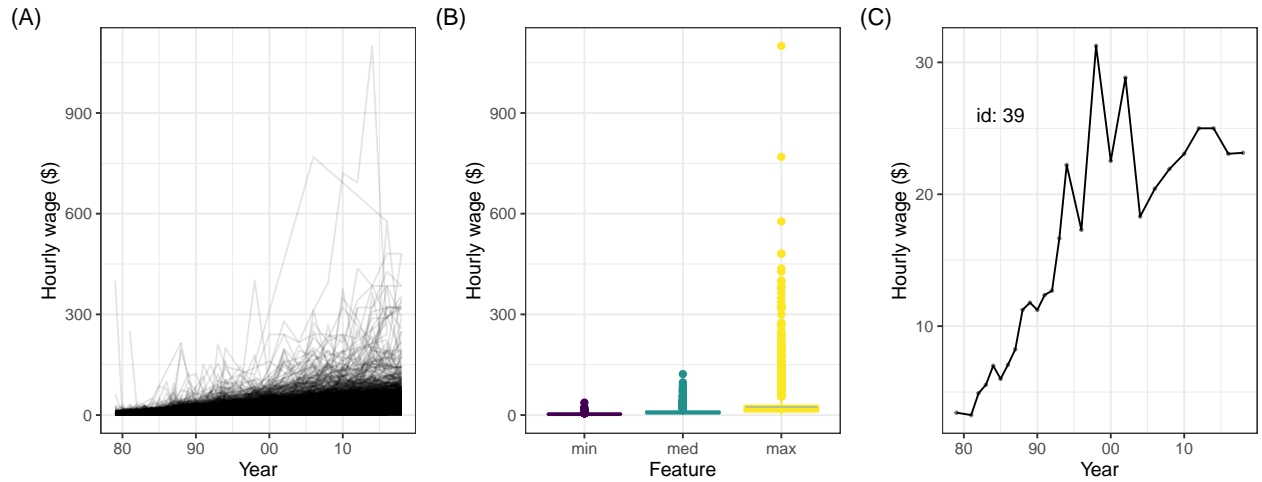 (A)
Hourly wage ($)
900
600
300
0
80 90 00 10
Year
(B)
Hourly wage ($)
900
600
300
0
min med max
Feature
(C)
Hourly wage ($)
30
20
10
id: 39
80 90 00 10
Year